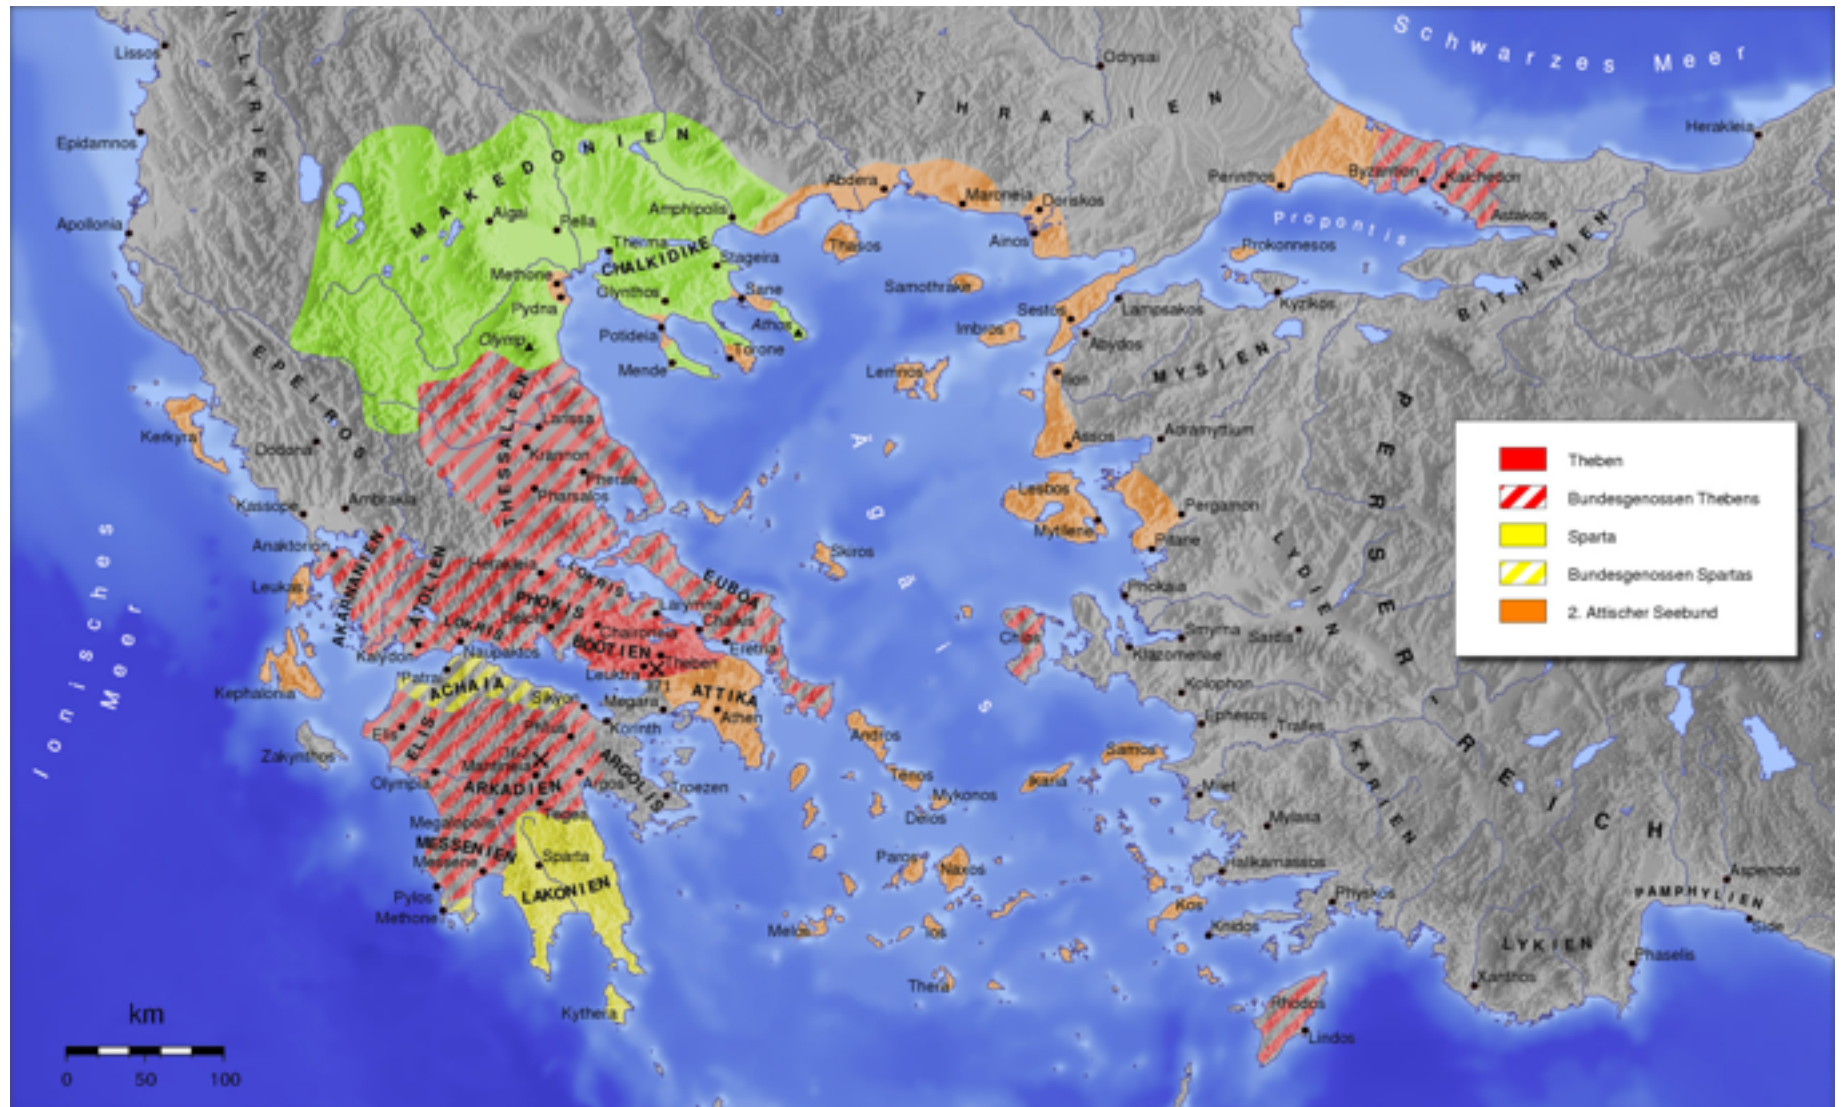 Schwarzes Meer
Lissos
ILLYRIEN
Odrysai
THRAKIEN
Herakleia
Epidamnos
MAKEDONIEN
Byzantion
Kalchedon
Perinthos
Abdera
Maroneia
Doriskos
Astakos
Apollonia
Aigai
Pella
Amphipolis
Propontis
Therma
CHALKIDIKE
Stageira
Thasos
Ainos
Prokonnesos
BITHYNIEN
Methone
Olynthos
Sane
Samothrake
Kyzikos
Pydna
Sestos
Lampsakos
Potideia
Athos
Imbros
Abydos
Olymp
Torone
MYSIEN
EPEIROS
Mende
Lemnos
Ilion
PERSERREICH
THESSALIEN
Larissa
Kerkyra
Dodona
Krannon
Ägäis
Assos
Adramyttium
Pherae
Pharsalos
Lesbos
Kassope
Ambrakia
Mytilene
Pergamon
Anaktorion
AKARNANIEN
ÄTOLIEN
Skiros
Pitane
LYDIEN
Herakleia
LOKRIS
EUBÖA
Leukas
PHOKIS
Larymna
Phokaia
Delphi
Chalkis
Ionisches
Meer
LOKRIS
Chaironeia
Chios
Smyrna
Sardis
Kalydon
Naupaktos
BÖOTIEN
Eretria
Klazomenae
Theben
Leuktra
371
Patrai
ACHAIA
Sikyon
Megara
ATTIKA
Kolophon
Kephalonia
Athen
Elis
ELIS
Phlius
Korinth
Andros
Ephesos
Tralles
Zakynthos
362
Mantineia
ARGOLIS
Samos
KARIEN
Olympia
ARKADIEN
Argos
Troezen
Tenos
Ikaria
Mykonos
Milet
Megalopolis
Tegea
Delos
Mylasa
MESSENIEN
Messene
Sparta
Paros
Naxos
Halikarnassos
Aspendos
LAKONIEN
Pylos
Physkos
PAMPHYLIEN
Methone
Kos
Melos
Ios
Knidos
Side
LYKIEN
Phaselis
Thera
Xanthos
Kythera
Rhodos
Lindos
Theben
Bundesgenossen Thebens
Sparta
Bundesgenossen Spartas
2. Attischer Seebund
km
0 50 100